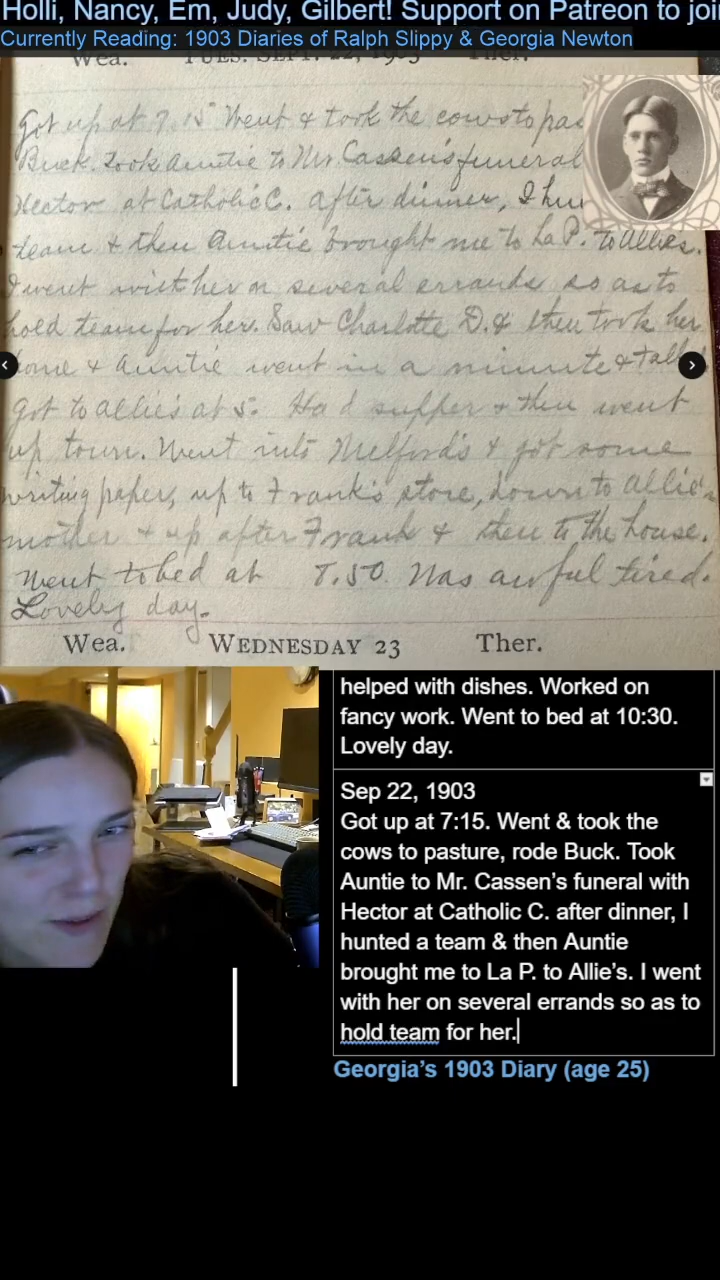 Holli, Nancy, Em, Judy, Gilbert! Support on Patreon to joi
Currently Reading: 1903 Diaries of Ralph Slippy & Georgia Newton
Wea. TUES. SEPT. 22, 1903 Ther.
Got up at 7.15 Went & took the cows to pas
Buck. Took Auntie to Mr. Cassen's funeral
Hector at Catholic C. after dinner, I hu
team & then Auntie brought me to La P. to Allies.
I went with her on several errands so as to
hold team for her. Saw Charlotte D. & then took her
home & Auntie went in a minute & talk
Got to Allie's at 5. Had supper & then went
up town. Went into Melford's & got some
writing paper, up to Frank's store, down to Allie's
mother & up after Frank & then to the house.
Went to bed at 8.50. Was awful tired.
Lovely day.
Wea. WEDNESDAY 23 Ther.
helped with dishes. Worked on
fancy work. Went to bed at 10:30.
Lovely day.
Sep 22, 1903
Got up at 7:15. Went & took the
cows to pasture, rode Buck. Took
Auntie to Mr. Cassen's funeral with
Hector at Catholic C. after dinner, I
hunted a team & then Auntie
brought me to La P. to Allie's. I went
with her on several errands so as to
hold team for her.
Georgia's 1903 Diary (age 25)